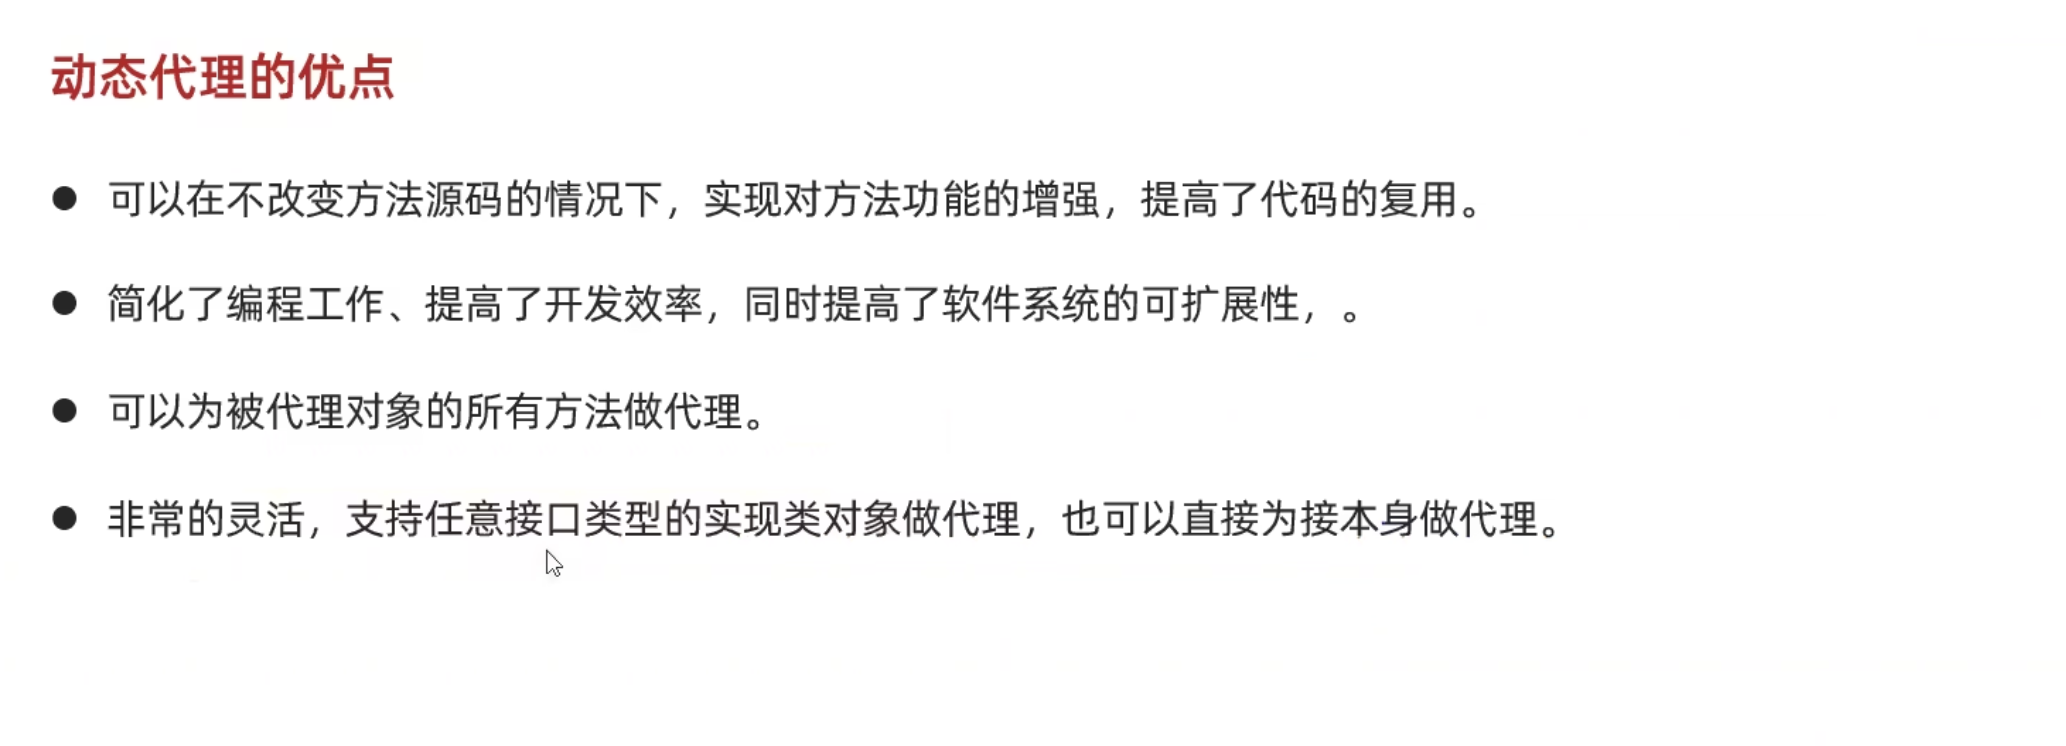 动态代理的优点
● 可以在不改变方法源码的情况下，实现对方法功能的增强，提高了代码的复用。
● 简化了编程工作、提高了开发效率，同时提高了软件系统的可扩展性，。
● 可以为被代理对象的所有方法做代理。
● 非常的灵活，支持任意接口类型的实现类对象做代理，也可以直接为接本身做代理。